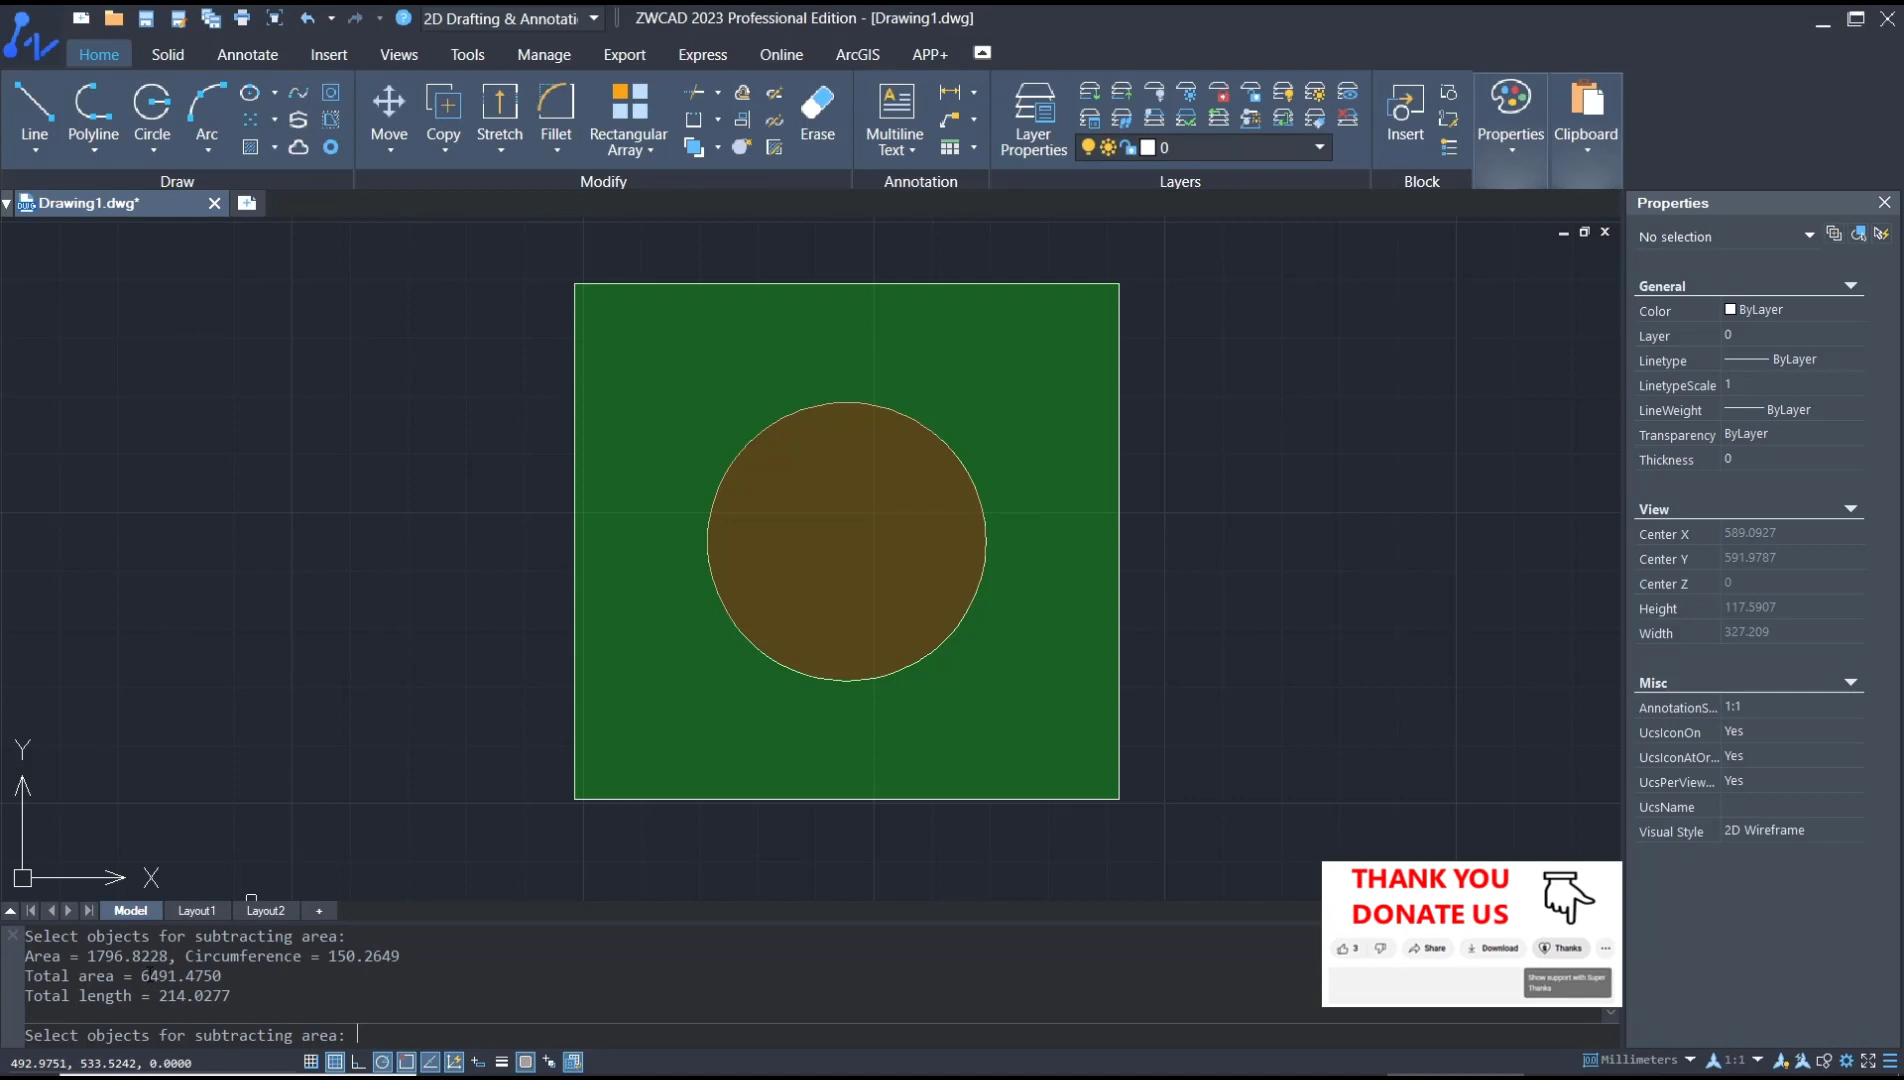 2D Drafting & Annotati
ZWCAD 2023 Professional Edition - [Drawing1.dwg]
Home Solid Annotate Insert Views Tools Manage Export Express Online ArcGIS APP+
Line Polyline Circle Arc
Move Copy Stretch Fillet Rectangular Array Erase
Multiline Text
Layer Properties
0
Insert Properties Clipboard
Draw Modify Annotation Layers Block
Drawing1.dwg*
Properties
No selection
General
Color ByLayer
Layer 0
Linetype ByLayer
LinetypeScale 1
LineWeight ByLayer
Transparency ByLayer
Thickness 0
View
Center X 589.0927
Center Y 591.9787
Center Z 0
Height 117.5907
Width 327.209
Misc
AnnotationS... 1:1
UcsIconOn Yes
UcsIconAtOr... Yes
UcsPerView... Yes
UcsName
Visual Style 2D Wireframe
Y
X
THANK YOU
DONATE US
3 Share Download Thanks ...
Show support with Super
Thanks
Model Layout1 Layout2 +
Select objects for subtracting area:
Area = 1796.8228, Circumference = 150.2649
Total area = 6491.4750
Total length = 214.0277
Select objects for subtracting area:
492.9751, 533.5242, 0.0000
Millimeters 1:1